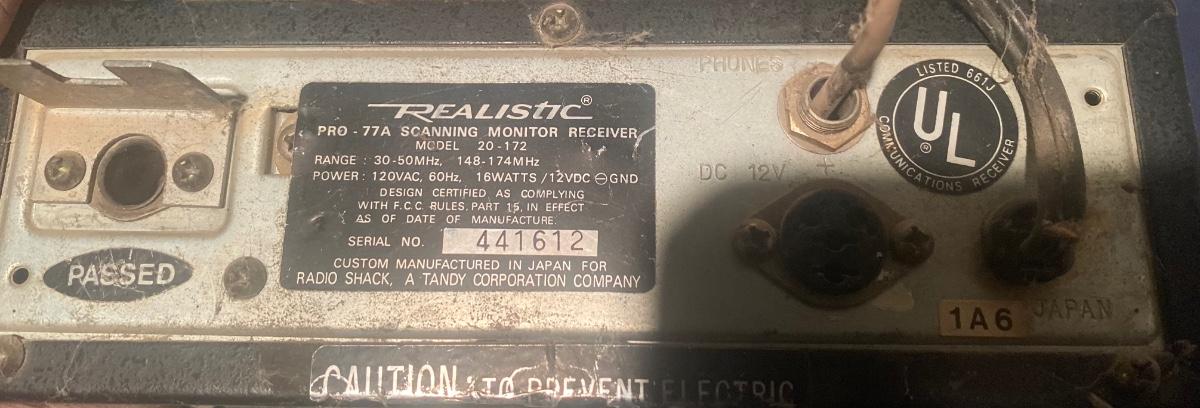 PHONES
LISTED 661J
UL®
COMMUNICATIONS RECEIVER
REALISTIC®
PRO-77A SCANNING MONITOR RECEIVER
MODEL 20-172
RANGE : 30-50MHz, 148-174MHz
POWER : 120VAC, 60Hz, 16WATTS/12VDC ⊖GND
DESIGN CERTIFIED AS COMPLYING
WITH F.C.C. RULES. PART 15, IN EFFECT
AS OF DATE OF MANUFACTURE.
SERIAL NO. 441612
CUSTOM MANUFACTURED IN JAPAN FOR
RADIO SHACK, A TANDY CORPORATION COMPANY
DC 12V
PASSED
1A6
JAPAN
CAUTION: TO PREVENT ELECTRIC